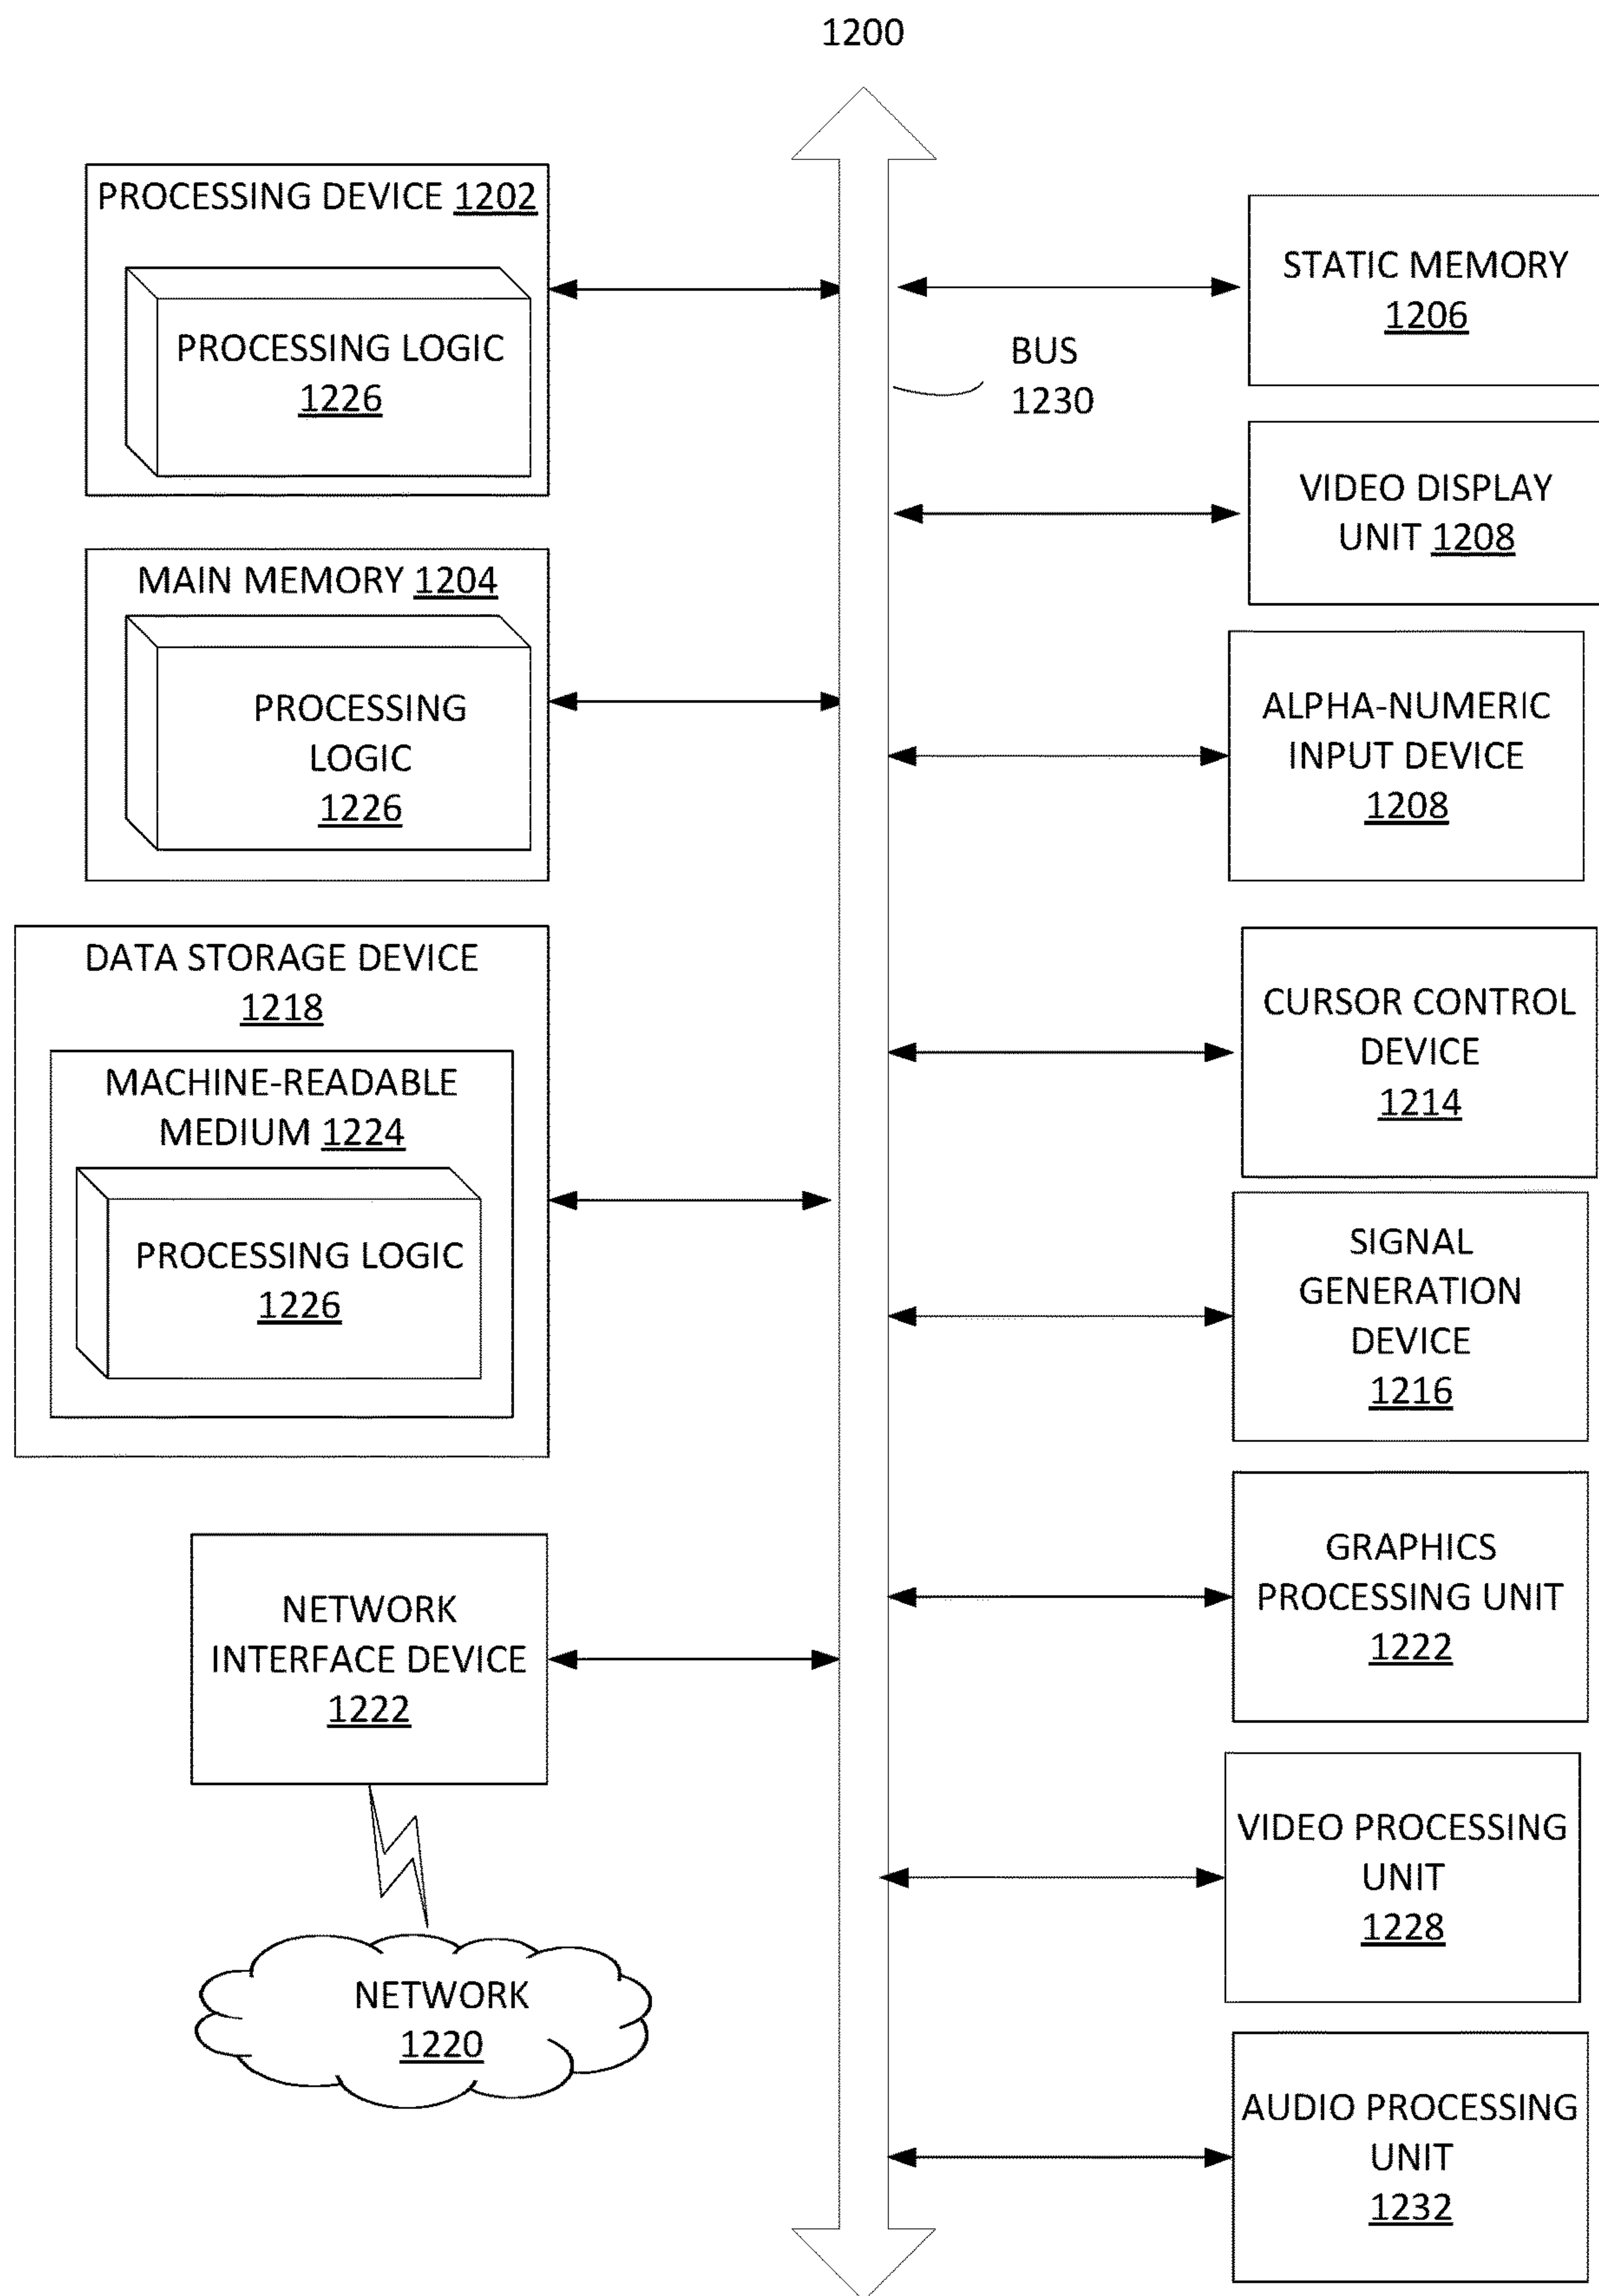 1200
PROCESSING DEVICE 1202
PROCESSING LOGIC
1226
MAIN MEMORY 1204
PROCESSING
LOGIC
1226
DATA STORAGE DEVICE
1218
MACHINE-READABLE
MEDIUM 1224
PROCESSING LOGIC
1226
NETWORK
INTERFACE DEVICE
1222
NETWORK
1220
BUS
1230
STATIC MEMORY
1206
VIDEO DISPLAY
UNIT 1208
ALPHA-NUMERIC
INPUT DEVICE
1208
CURSOR CONTROL
DEVICE
1214
SIGNAL
GENERATION
DEVICE
1216
GRAPHICS
PROCESSING UNIT
1222
VIDEO PROCESSING
UNIT
1228
AUDIO PROCESSING
UNIT
1232